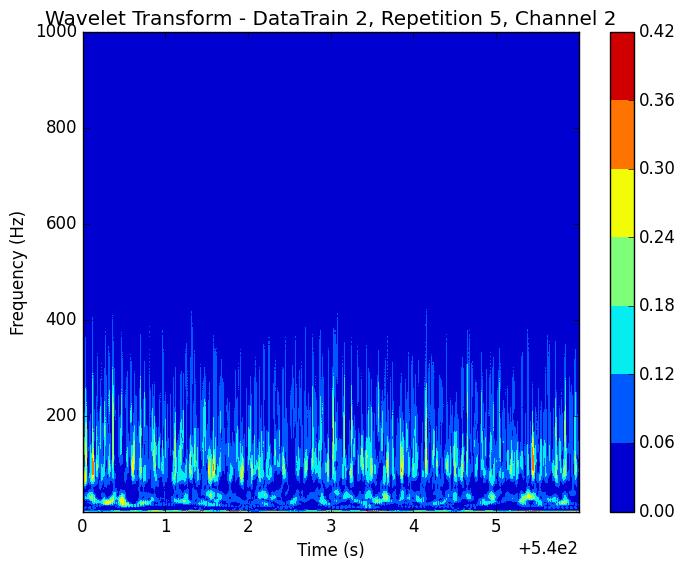 Wavelet Transform - DataTrain 2, Repetition 5, Channel 2
1000
800
600
400
200
Frequency (Hz)
0 1 2 3 4 5
Time (s)
+5.4e2
0.42
0.36
0.30
0.24
0.18
0.12
0.06
0.00